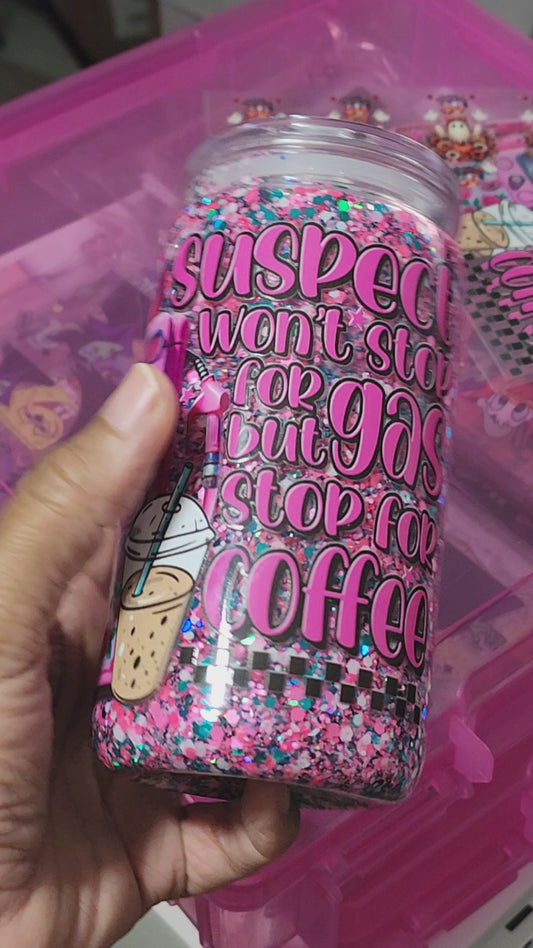 suspect
won't stop
for gas
but
stop for
coffee